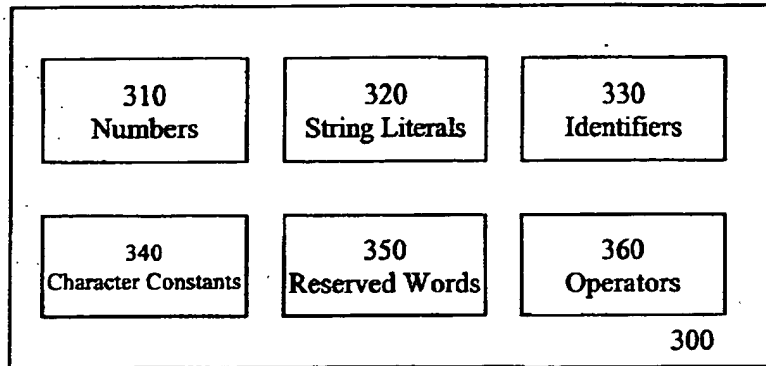 310
Numbers
320
String Literals
330
Identifiers
340
Character Constants
350
Reserved Words
360
Operators
300